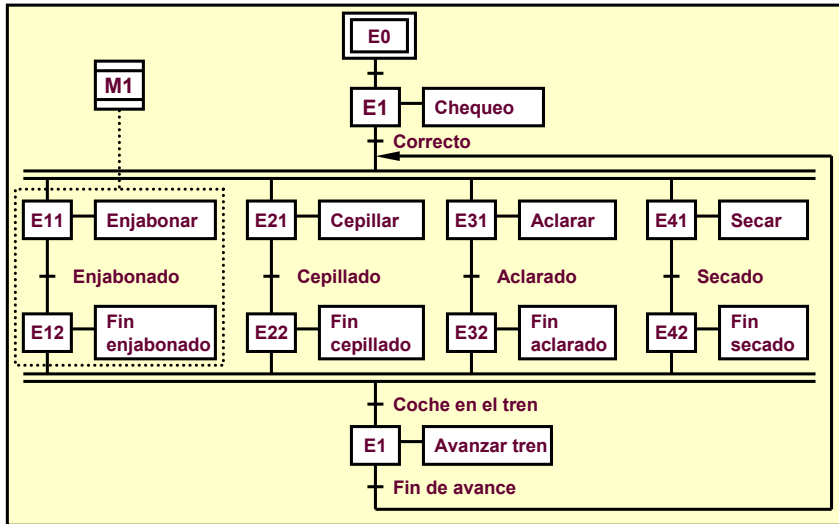 E0
M1
E1
Chequeo
Correcto
E11
Enjabonar
E21
Cepillar
E31
Aclarar
E41
Secar
Enjabonado
Cepillado
Aclarado
Secado
E12
Fin
enjabonado
E22
Fin
cepillado
E32
Fin
aclarado
E42
Fin
secado
Coche en el tren
E1
Avanzar tren
Fin de avance